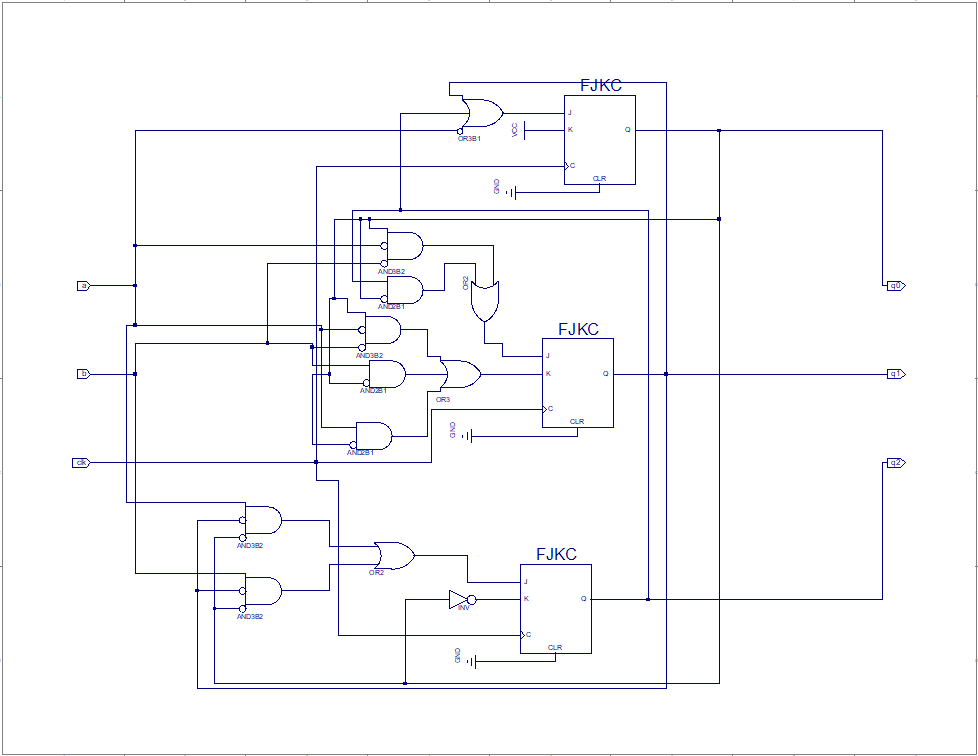 FJKC
J
OR3B1
VCC
K
Q
C
CLR
GND
AND3B2
a
OR2
q0
AND2B1
FJKC
AND3B2
J
b
K
Q
q1
AND2B1
OR3
C
CLR
GND
AND2B1
clk
q2
AND3B2
FJKC
OR2
J
K
Q
INV
AND3B2
C
CLR
GND